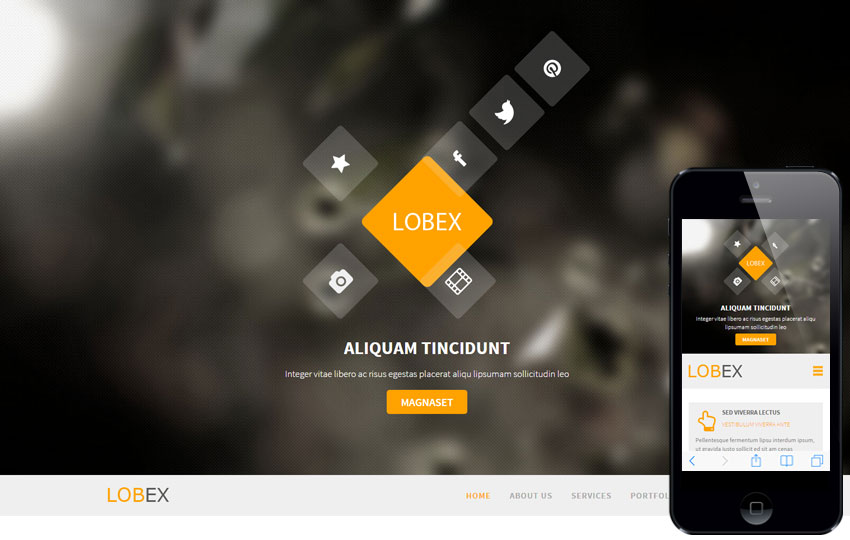 LOBEX
ALIQUAM TINCIDUNT
Integer vitae libero ac risus egestas placerat aliqu lipsumam sollicitudin leo
MAGNASET
LOBEX
HOME ABOUT US SERVICES PORTFOL
LOBEX
ALIQUAM TINCIDUNT
Integer vitae libero ac risus egestas placerat aliqu
lipsumam sollicitudin leo
MAGNASET
LOBEX
SED VIVERRA LECTUS
VESTIBULUM VIVERRA ANTE
Pellentesque fermentum lipsu interdum ipsum,
ut gravida justo sollicit ed sit am cenas